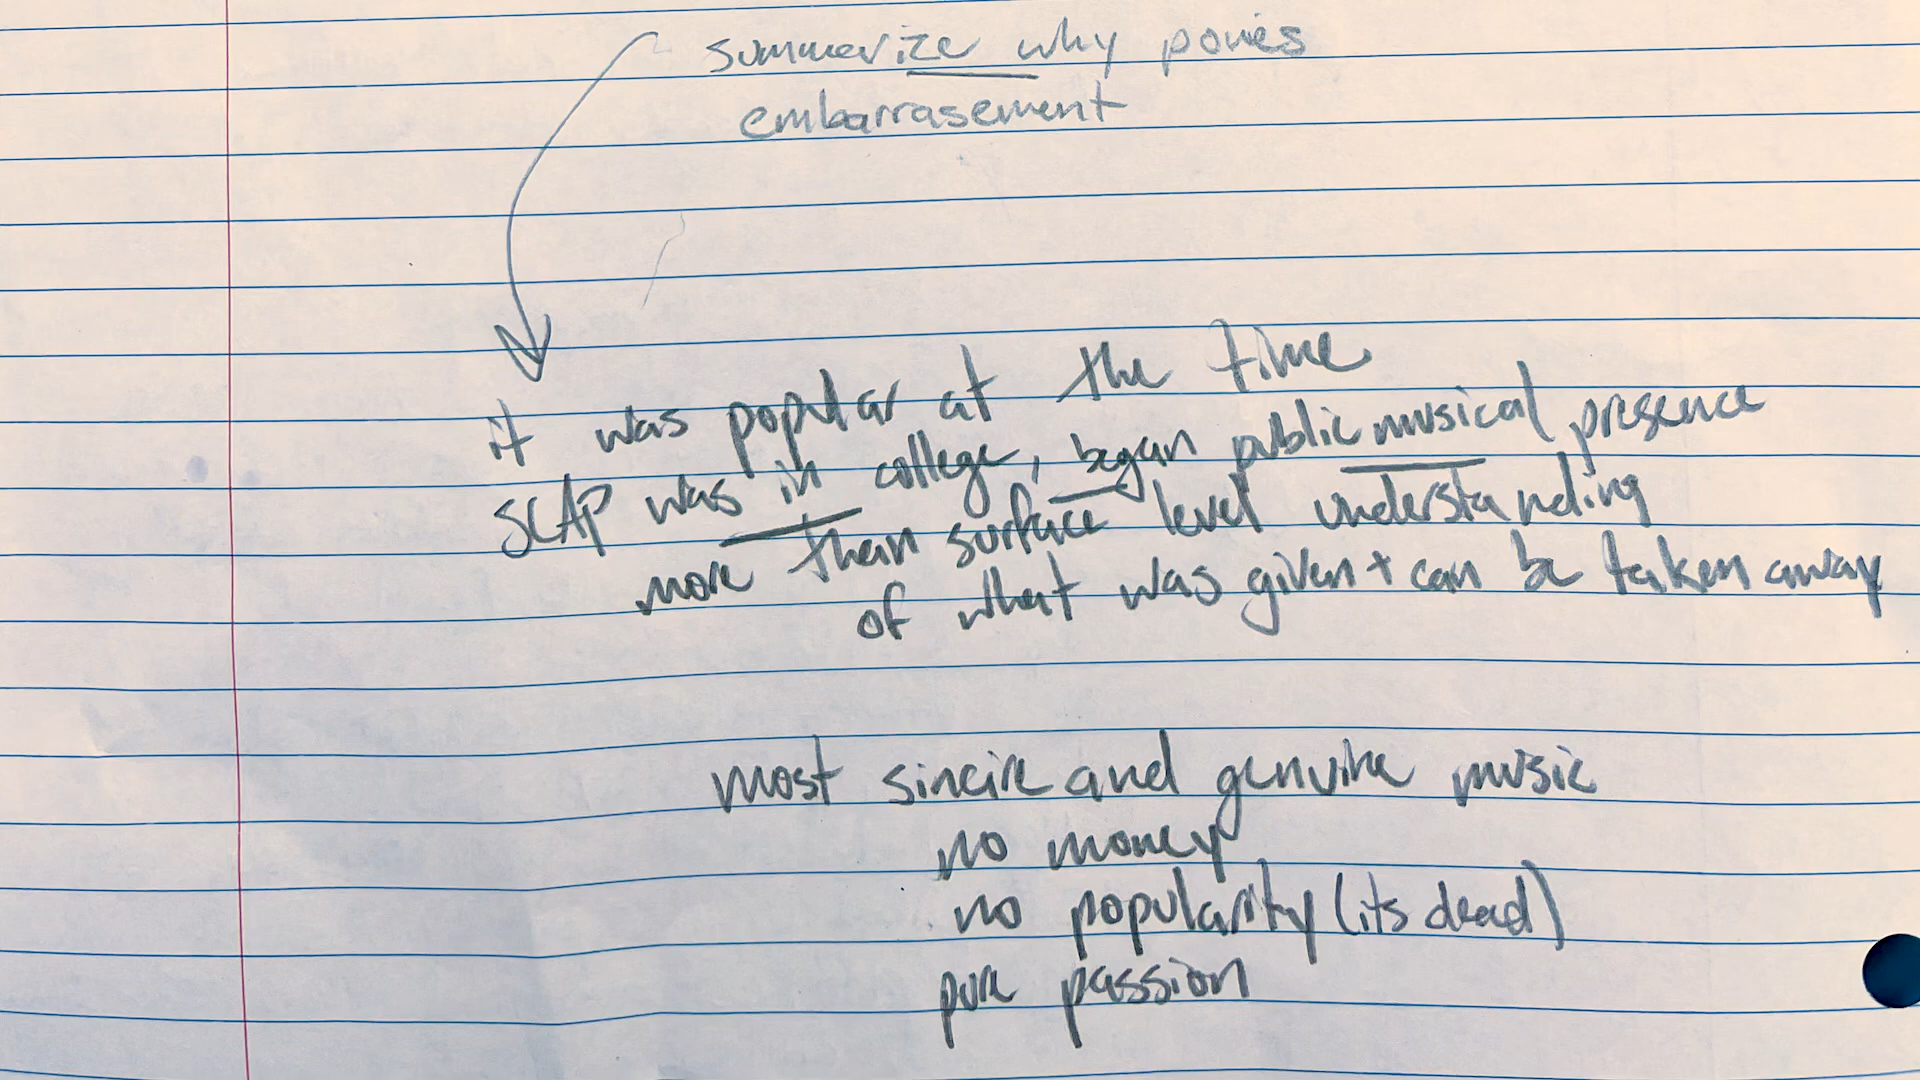 summerize why ponies
embarrasement
it was popular at the time
SCAP was in college, began public musical presence
more than surface level understanding
of what was given + can be taken away
most sincire and genuine music
no money
no popularity (its dead)
pure passion